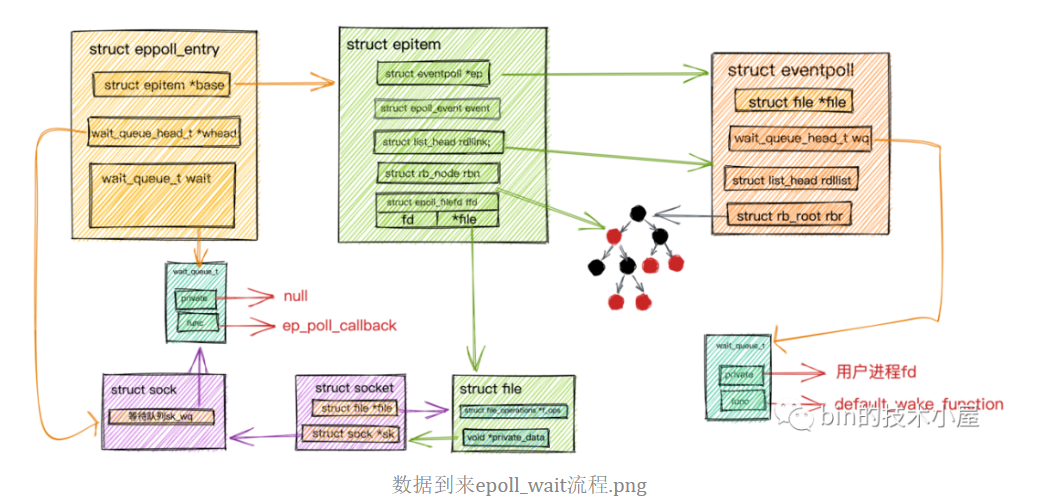 struct eppoll_entry
struct epitem *base
wait_queue_head_t *whead
wait_queue_t wait
struct epitem
struct eventpoll *ep
struct epoll_event event
struct list_head rdllink;
struct rb_node rbn
struct epoll_filefd ffd
fd
*file
struct eventpoll
struct file *file
wait_queue_head_t wq
struct list_head rdllist
struct rb_root rbr
wait_queue_t
private
null
func
ep_poll_callback
struct sock
等待队列sk_wq
struct socket
struct file *file
struct sock *sk
struct file
struct file_operations *f_ops
void *private_data
wait_queue_t
private
用户进程fd
func
default_wake_function
bin的技术小屋
数据到来epoll_wait流程.png